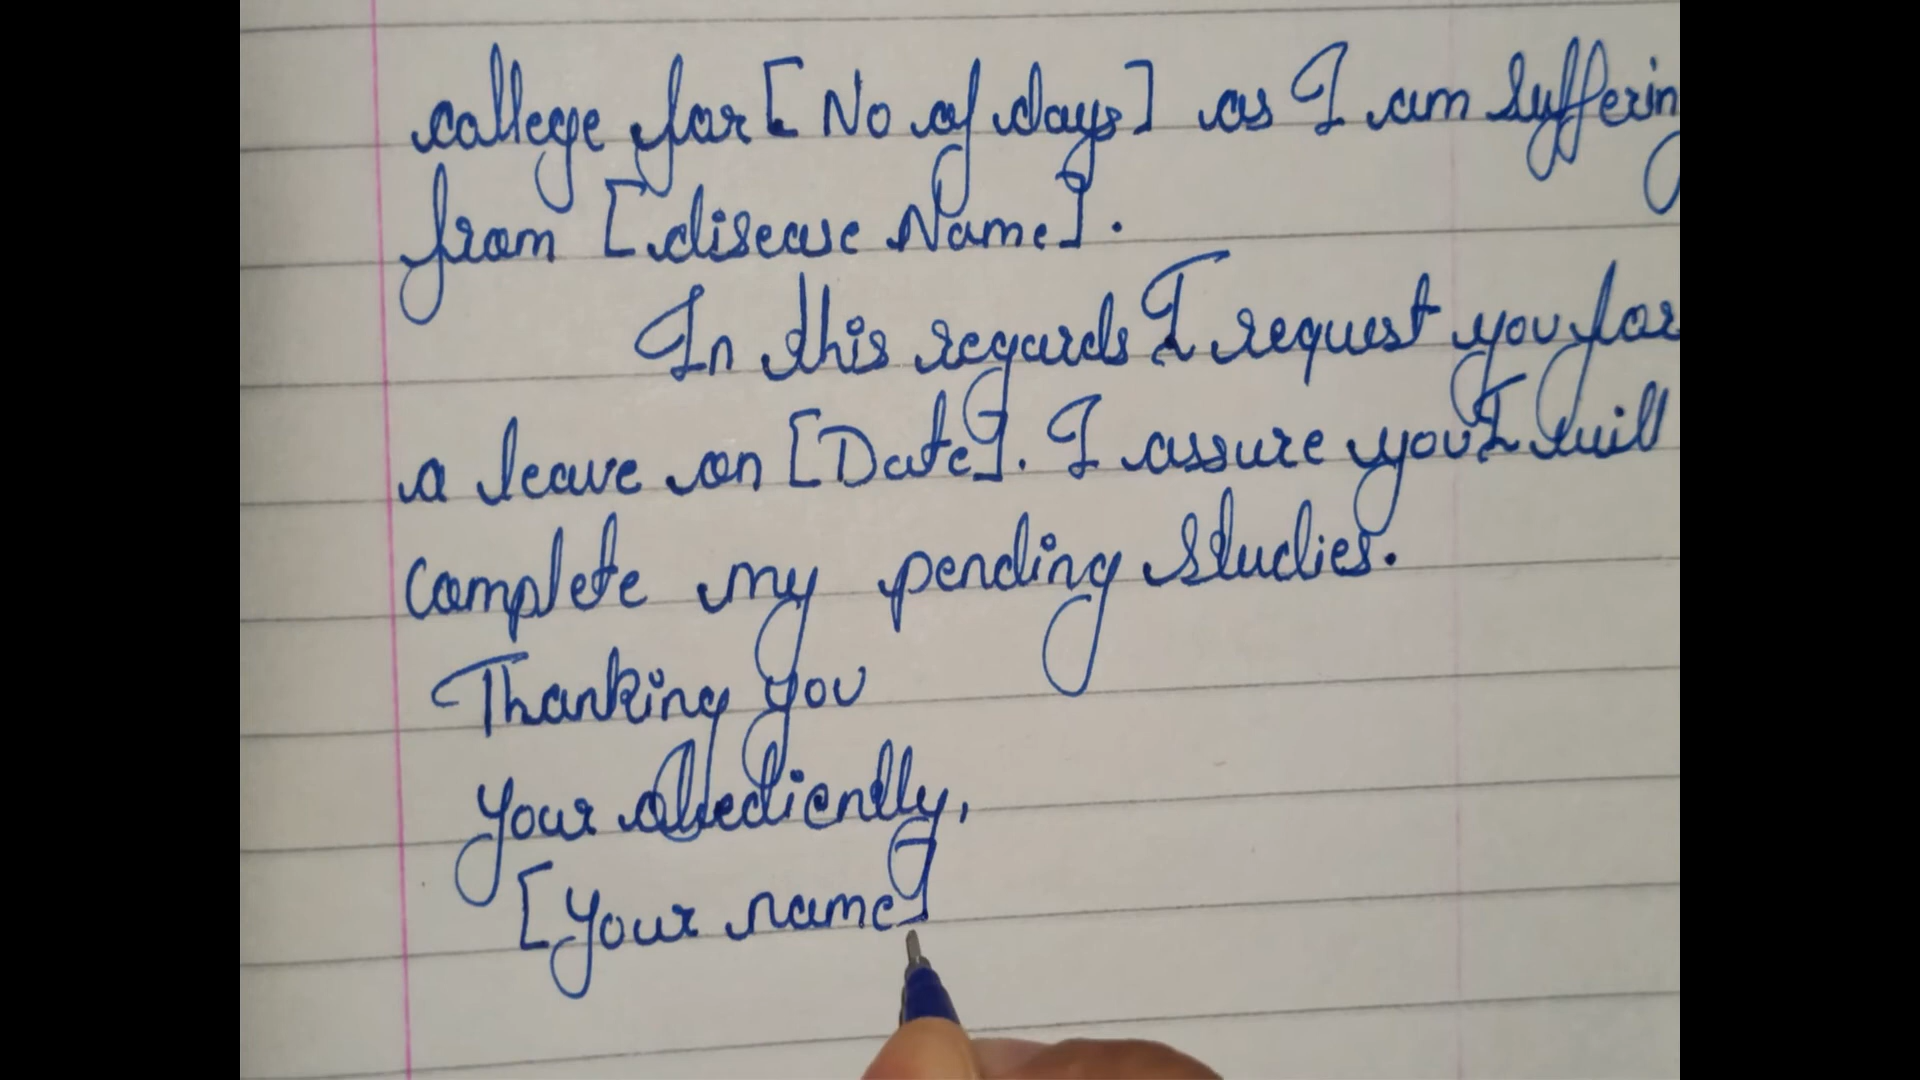 college for [No of days] as I am suffering
from [disease Name].
In this regards I request you for
a leave on [Date]. I assure you I will
complete my pending studies.
Thanking you
Your obediently,
[Your name]